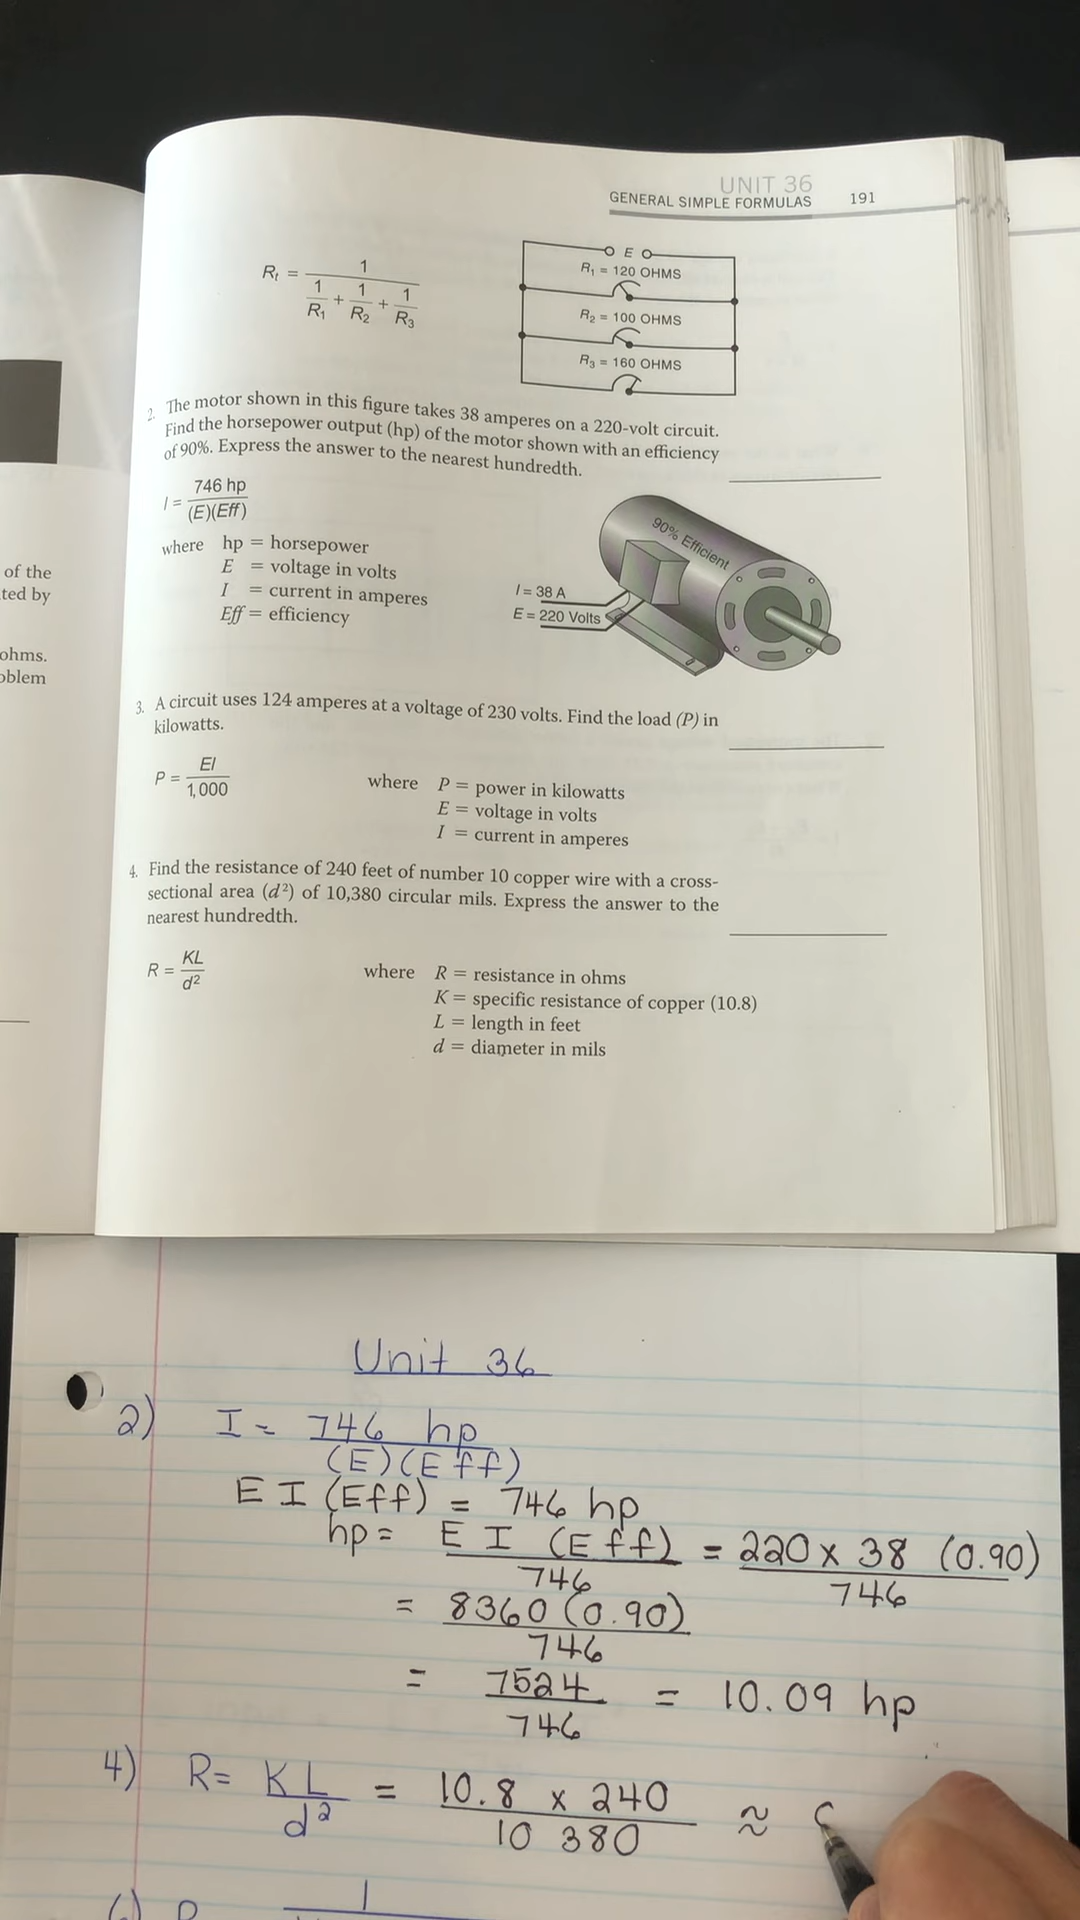 UNIT 36
GENERAL SIMPLE FORMULAS 191
Rt = 1 / (1/R1 + 1/R2 + 1/R3)
E
R1 = 120 OHMS
R2 = 100 OHMS
R3 = 160 OHMS
2. The motor shown in this figure takes 38 amperes on a 220-volt circuit.
Find the horsepower output (hp) of the motor shown with an efficiency
of 90%. Express the answer to the nearest hundredth.
I = 746 hp / (E)(Eff)
where hp = horsepower
E = voltage in volts
I = current in amperes
Eff = efficiency
90% Efficient
I = 38 A
E = 220 Volts
of the
ted by
ohms.
oblem
3. A circuit uses 124 amperes at a voltage of 230 volts. Find the load (P) in
kilowatts.
P = EI / 1,000
where P = power in kilowatts
E = voltage in volts
I = current in amperes
4. Find the resistance of 240 feet of number 10 copper wire with a cross-
sectional area (d²) of 10,380 circular mils. Express the answer to the
nearest hundredth.
R = KL / d²
where R = resistance in ohms
K = specific resistance of copper (10.8)
L = length in feet
d = diameter in mils
Unit 36
2) I = 746 hp / (E)(Eff)
E I (Eff) = 746 hp
hp = E I (Eff) / 746 = 220 x 38 (0.90) / 746
= 8360 (0.90) / 746
= 7524 / 746 = 10.09 hp
4) R = KL / d² = 10.8 x 240 / 10 380 ≈